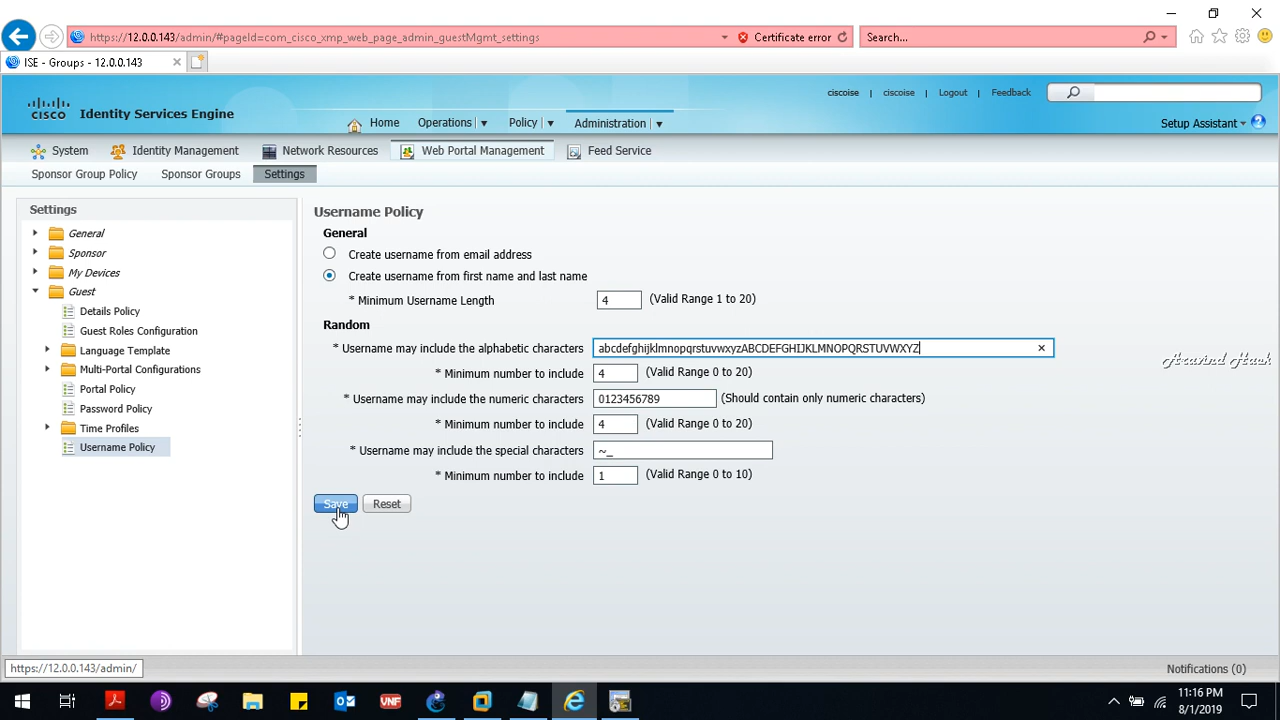 https://12.0.0.143/admin/#pageId=com_cisco_xmp_web_page_admin_guestMgmt_settings
Certificate error
Search...
ISE - Groups - 12.0.0.143
cisco
Identity Services Engine
ciscoise | ciscoise | Logout | Feedback
Home Operations | Policy | Administration |
Setup Assistant
System Identity Management Network Resources Web Portal Management Feed Service
Sponsor Group Policy Sponsor Groups Settings
Settings
General
Sponsor
My Devices
Guest
Details Policy
Guest Roles Configuration
Language Template
Multi-Portal Configurations
Portal Policy
Password Policy
Time Profiles
Username Policy
Username Policy
General
Create username from email address
Create username from first name and last name
* Minimum Username Length 4 (Valid Range 1 to 20)
Random
* Username may include the alphabetic characters abcdefghijklmnopqrstuvwxyzABCDEFGHIJKLMNOPQRSTUVWXYZ
* Minimum number to include 4 (Valid Range 0 to 20)
* Username may include the numeric characters 0123456789 (Should contain only numeric characters)
* Minimum number to include 4 (Valid Range 0 to 20)
* Username may include the special characters ~_
* Minimum number to include 1 (Valid Range 0 to 10)
Save Reset
Aravind Hash
https://12.0.0.143/admin/
Notifications (0)
UNF
11:16 PM
8/1/2019